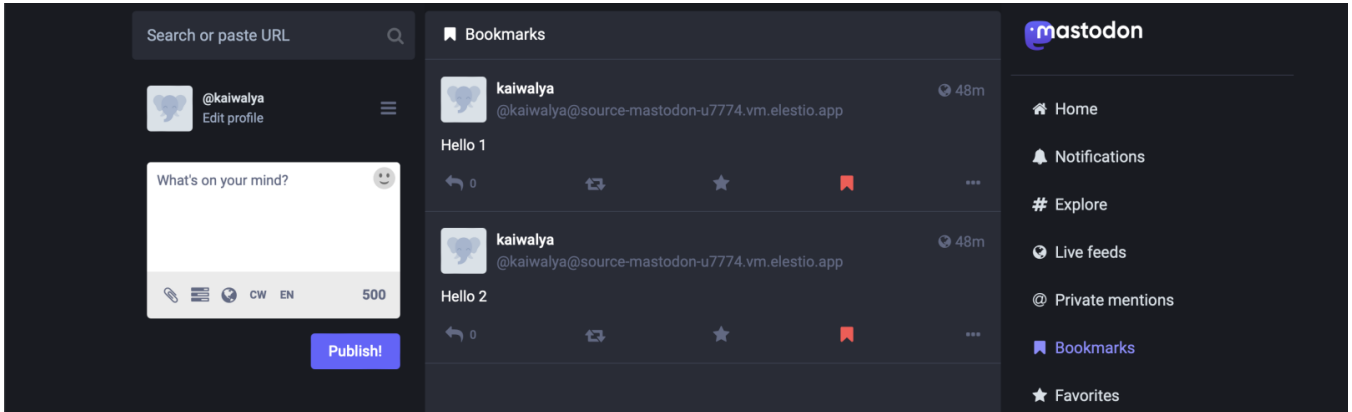 Search or paste URL
@kaiwalya
Edit profile
What's on your mind?
CW EN 500
Publish!
Bookmarks
kaiwalya 48m
@kaiwalya@source-mastodon-u7774.vm.elestio.app
Hello 1
0
kaiwalya 48m
@kaiwalya@source-mastodon-u7774.vm.elestio.app
Hello 2
0
mastodon
Home
Notifications
# Explore
Live feeds
@ Private mentions
Bookmarks
Favorites